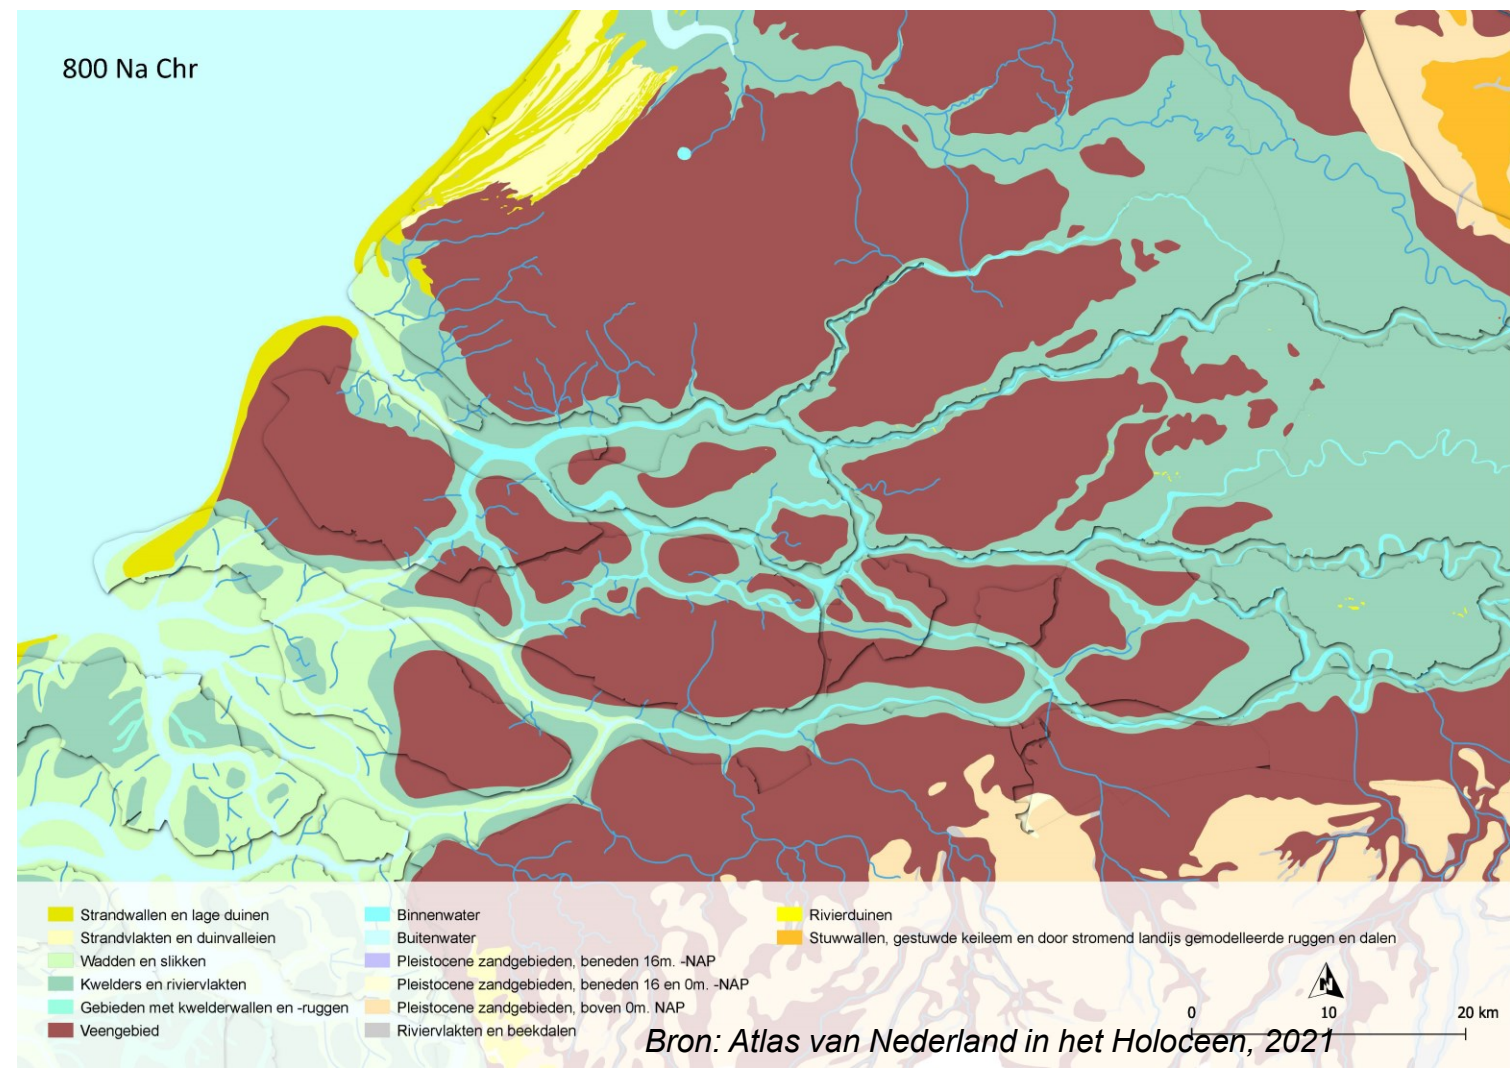 800 Na Chr
Strandwallen en lage duinen
Strandvlakten en duinvalleien
Wadden en slikken
Kwelders en riviervlakten
Gebieden met kwelderwallen en -ruggen
Veengebied
Binnenwater
Buitenwater
Pleistocene zandgebieden, beneden 16m. -NAP
Pleistocene zandgebieden, beneden 16 en 0m. -NAP
Pleistocene zandgebieden, boven 0m. NAP
Riviervlakten en beekdalen
Rivierduinen
Stuwwallen, gestuwde keileem en door stromend landijs gemodelleerde ruggen en dalen
N
0 10 20 km
Bron: Atlas van Nederland in het Holoceen, 2021